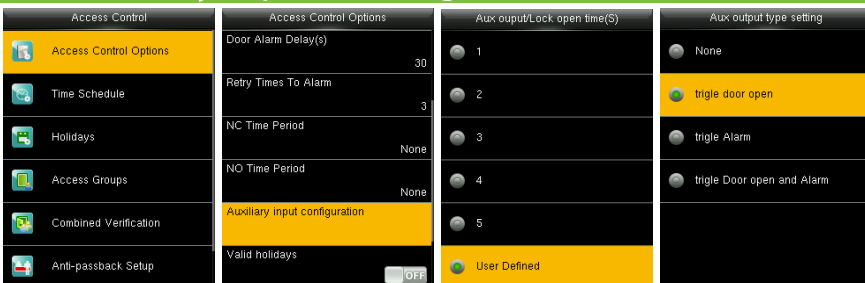 Access Control
Access Control Options
Time Schedule
Holidays
Access Groups
Combined Verification
Anti-passback Setup
Access Control Options
Door Alarm Delay(s)
30
Retry Times To Alarm
3
NC Time Period
None
NO Time Period
None
Auxiliary input configuration
Valid holidays
OFF
Aux ouput/Lock open time(S)
1
2
3
4
5
User Defined
Aux output type setting
None
trigle door open
trigle Alarm
trigle Door open and Alarm